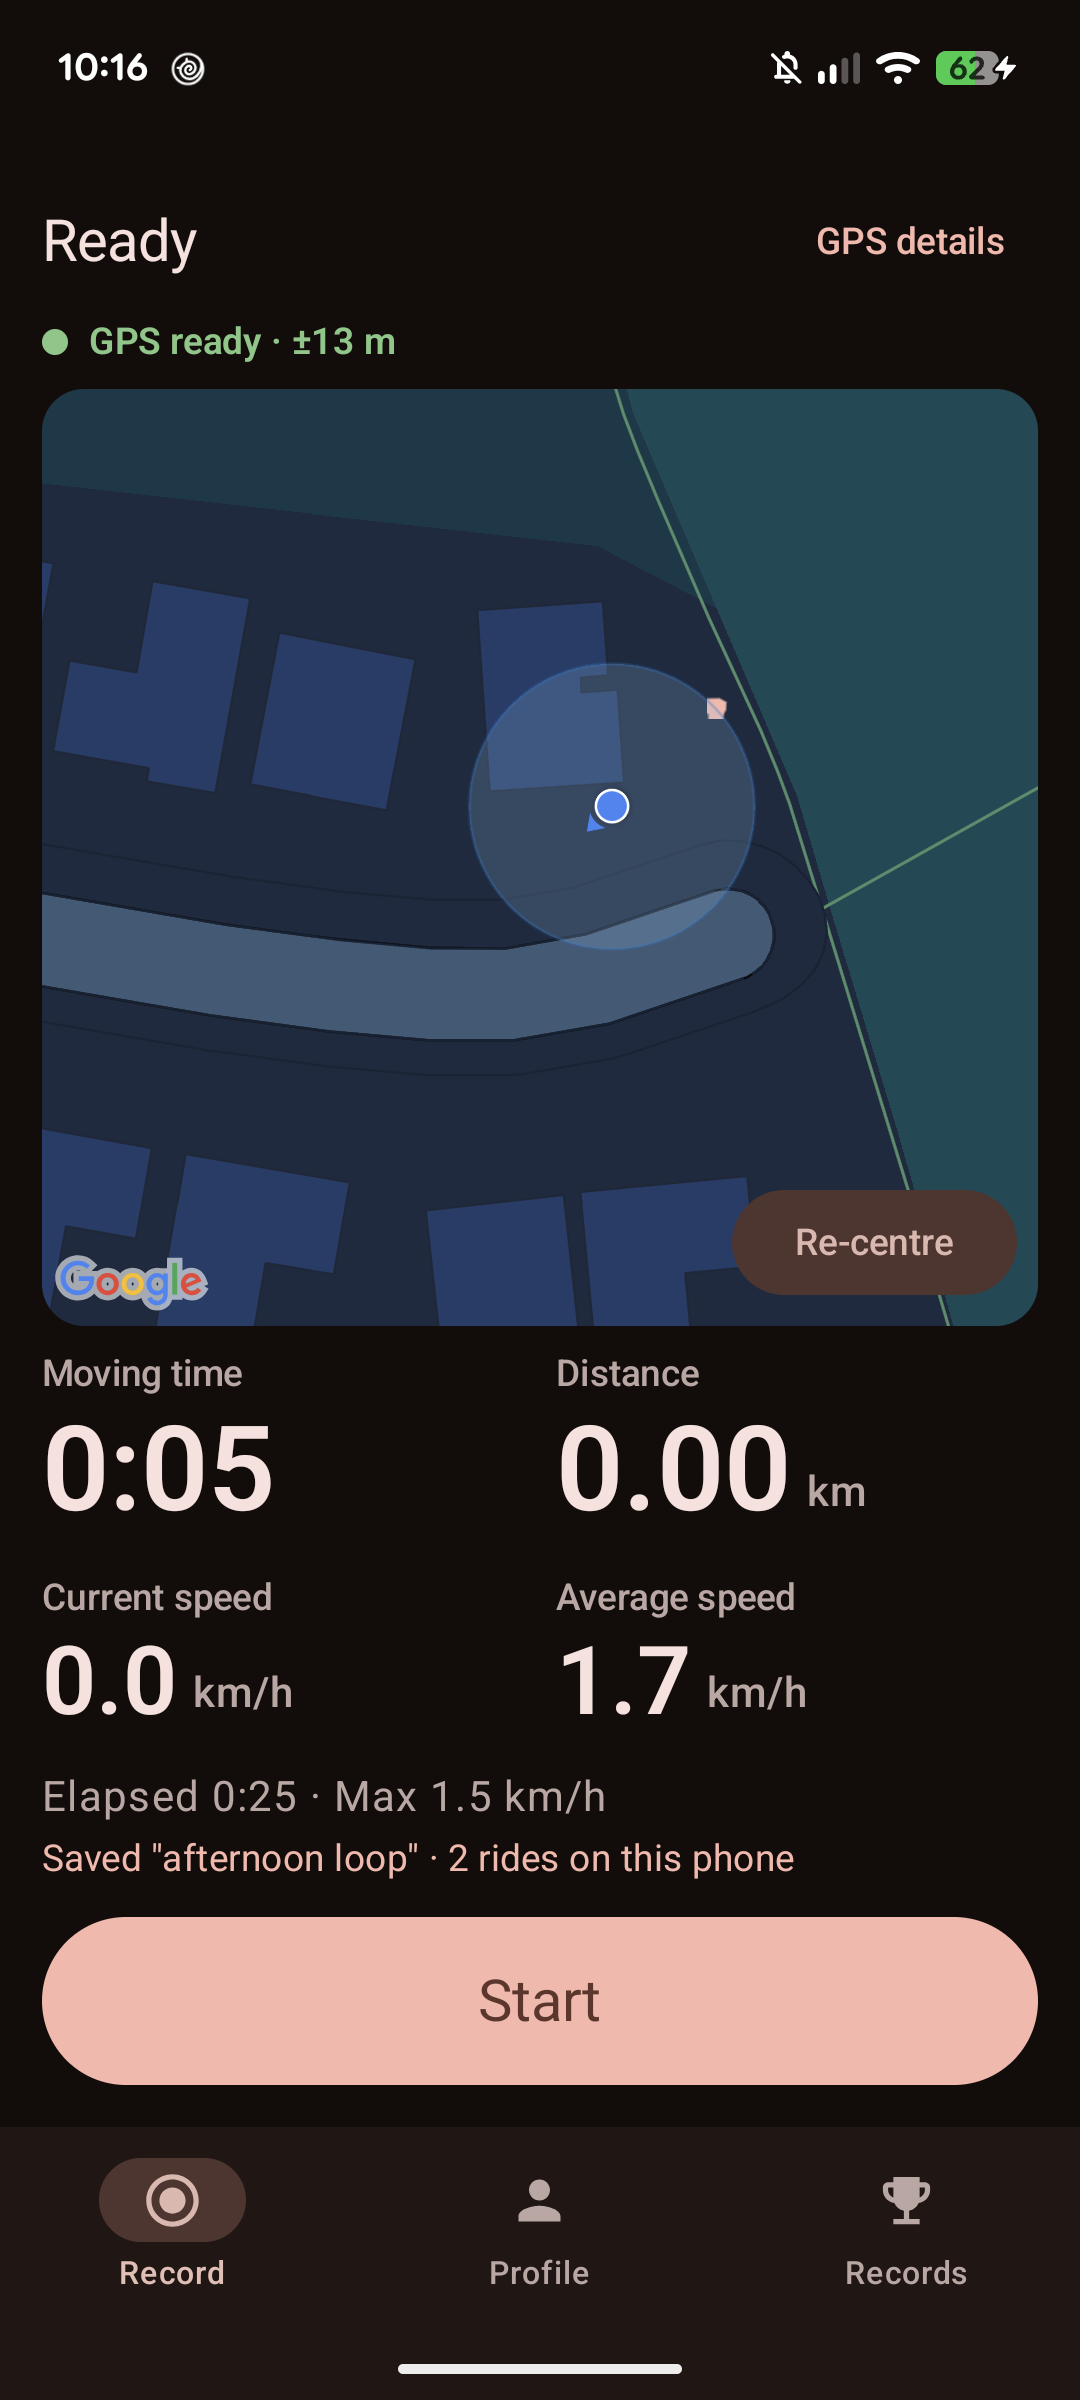 10:16
62
Ready
GPS details
GPS ready · ±13 m
Re-centre
Google
Moving time
Distance
0:05
0.00 km
Current speed
Average speed
0.0 km/h
1.7 km/h
Elapsed 0:25 · Max 1.5 km/h
Saved "afternoon loop" · 2 rides on this phone
Start
Record
Profile
Records